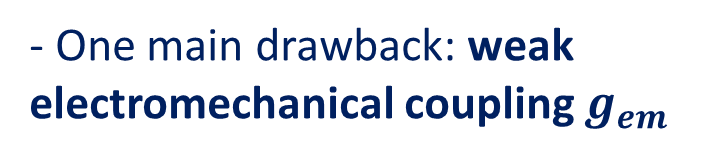 - One main drawback: weak
electromechanical coupling g_em